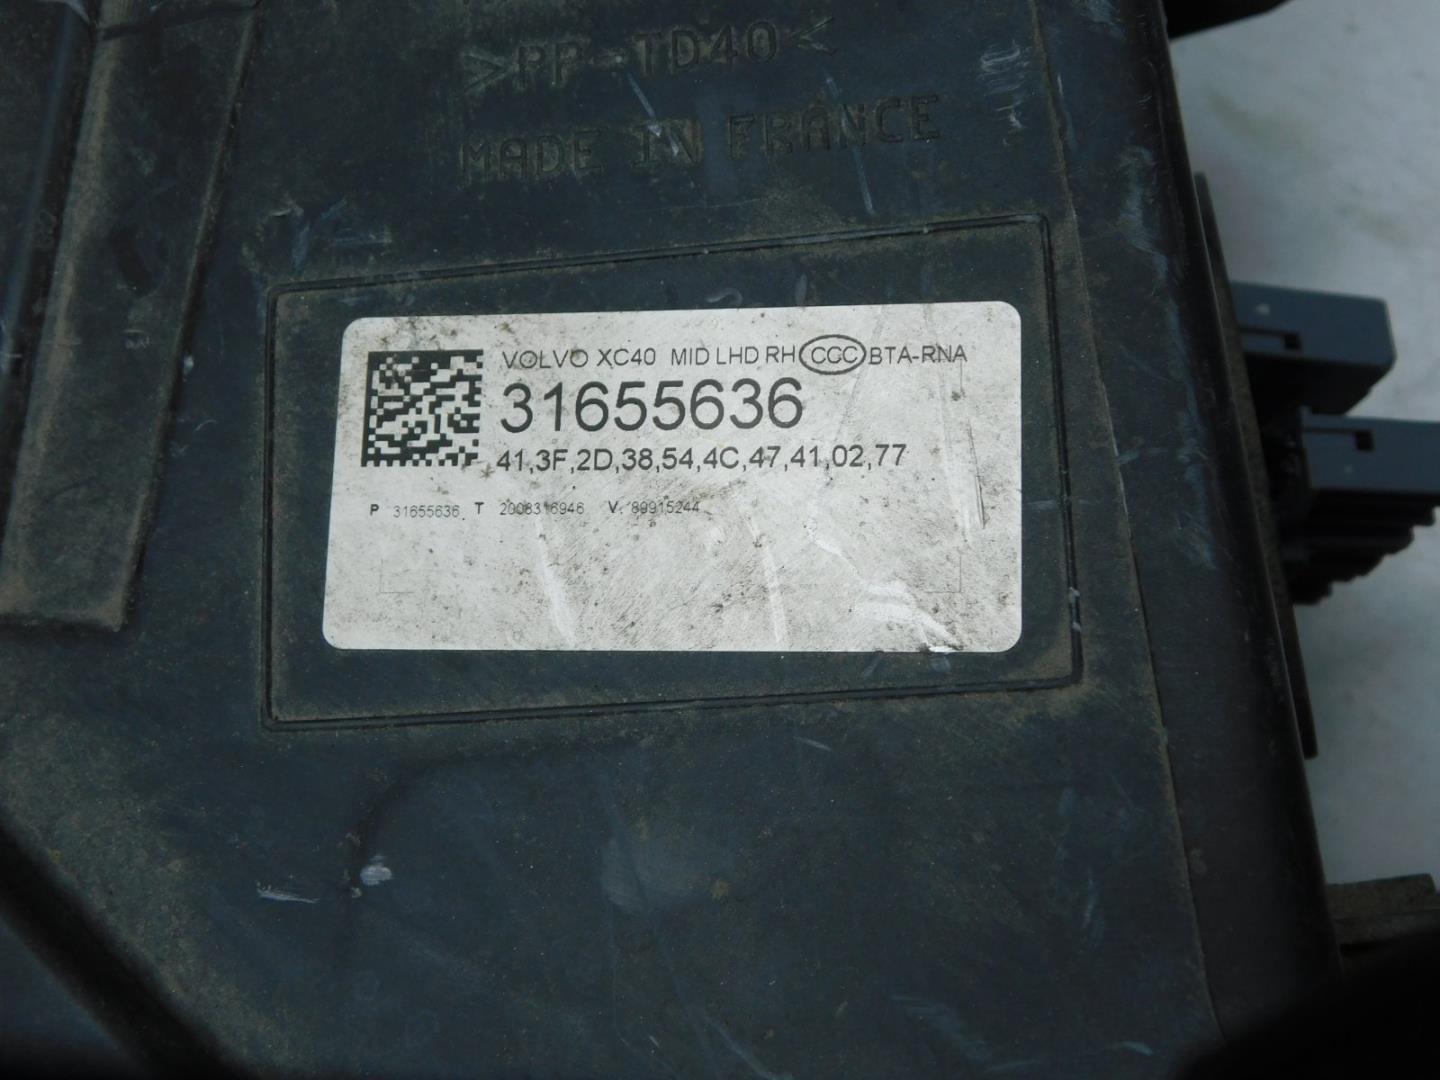 >PP-TD40<
MADE IN FRANCE
VOLVO XC40 MID LHD RH CCC BTA-RNA
31655636
41,3F,2D,38,54,4C,47,41,02,77
P 31655636 T 2008316946 V 89915244